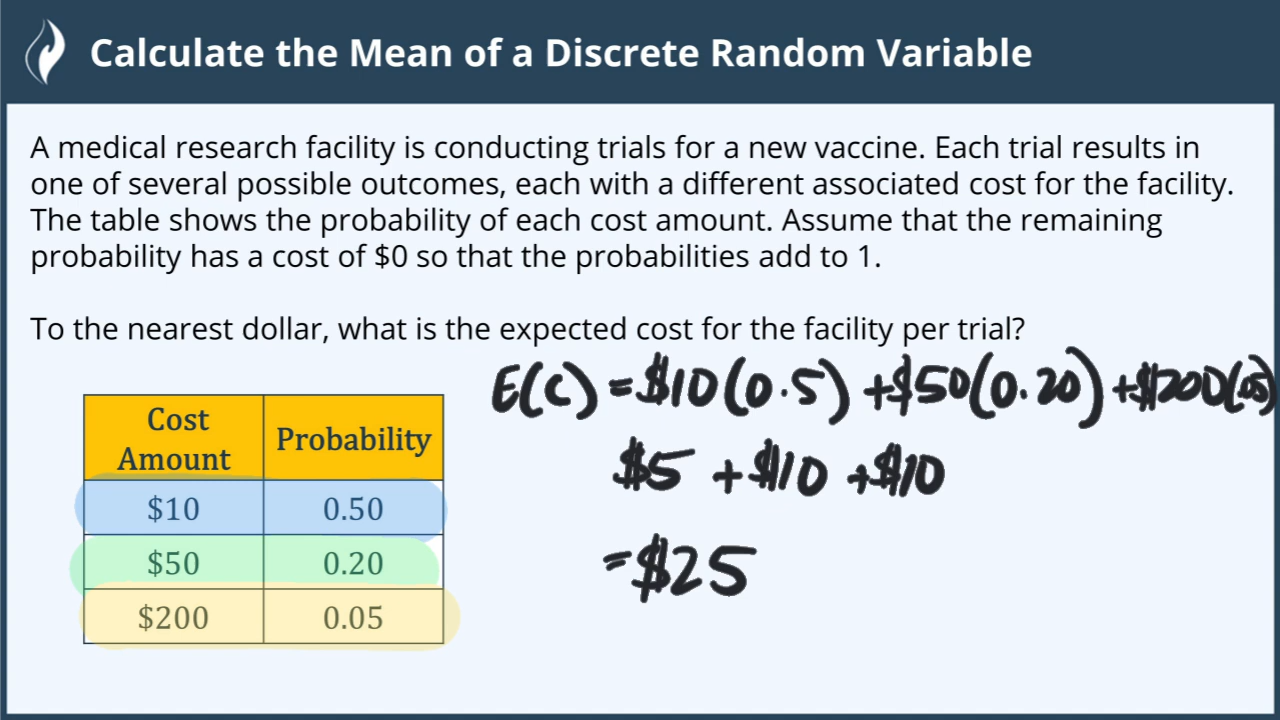 Calculate the Mean of a Discrete Random Variable
A medical research facility is conducting trials for a new vaccine. Each trial results in
one of several possible outcomes, each with a different associated cost for the facility.
The table shows the probability of each cost amount. Assume that the remaining
probability has a cost of $0 so that the probabilities add to 1.
To the nearest dollar, what is the expected cost for the facility per trial?
E(C) = $10(0.5) + $50(0.20) + $200(.05)
$5 + $10 + $10
= $25
Cost
Amount
Probability
$10 0.50
$50 0.20
$200 0.05